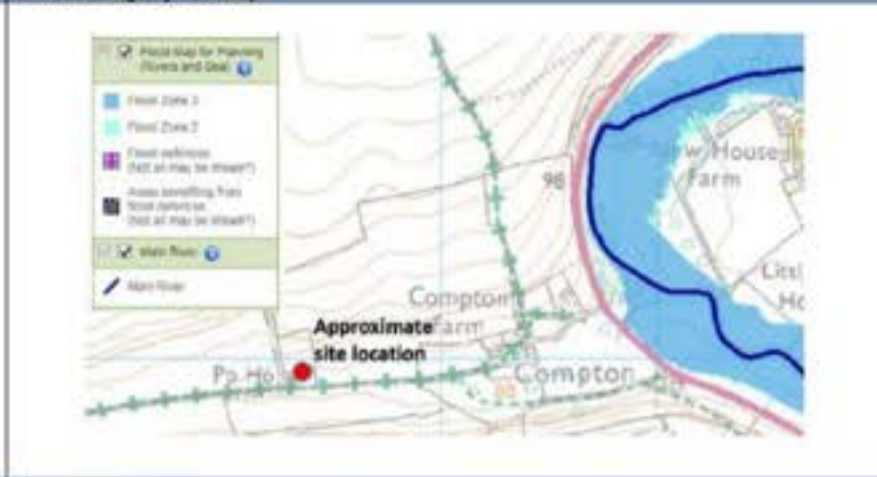 Flood Map for Planning
(Rivers and Sea)
Flood Zone 3
Flood Zone 2
Flood defences
(Not all may be shown*)
Areas benefiting from
flood defences
(Not all may be shown*)
Main River
Main River
98
New House
Farm
Compton
Farm
Approximate
site location
Pp Ho
Compton